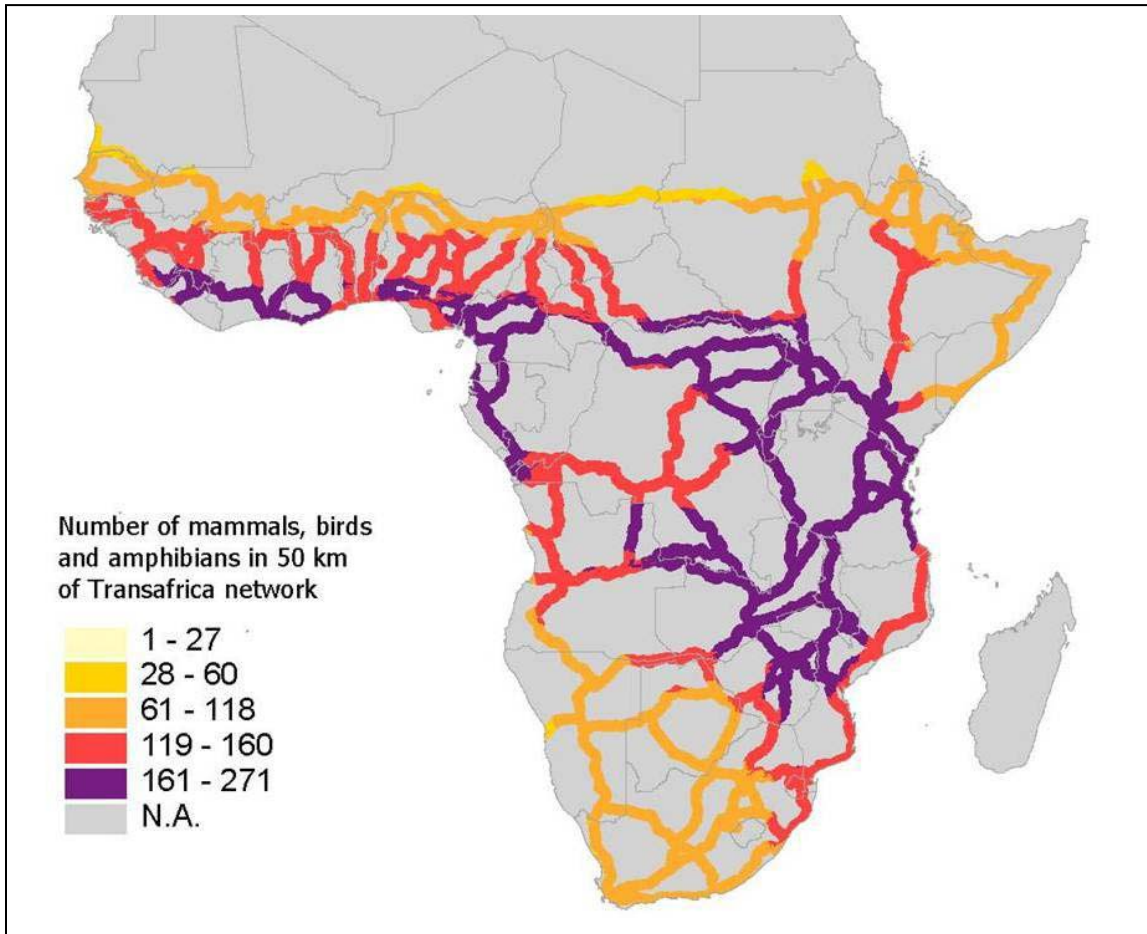 Number of mammals, birds
and amphibians in 50 km
of Transafrica network
1 - 27
28 - 60
61 - 118
119 - 160
161 - 271
N.A.